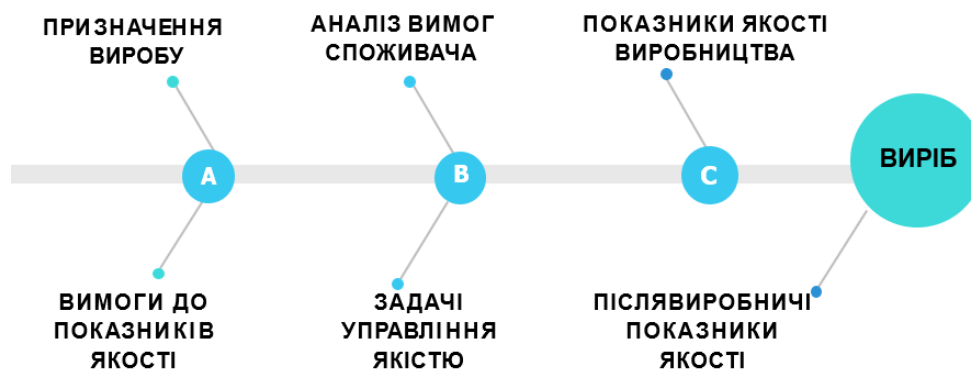 ПРИЗНАЧЕННЯ
ВИРОБУ
АНАЛІЗ ВИМОГ
СПОЖИВАЧА
ПОКАЗНИКИ ЯКОСТІ
ВИРОБНИЦТВА
A
B
C
ВИРІБ
ВИМОГИ ДО
ПОКАЗНИКІВ
ЯКОСТІ
ЗАДАЧІ
УПРАВЛІННЯ
ЯКІСТЮ
ПІСЛЯВИРОБНИЧІ
ПОКАЗНИКИ
ЯКОСТІ